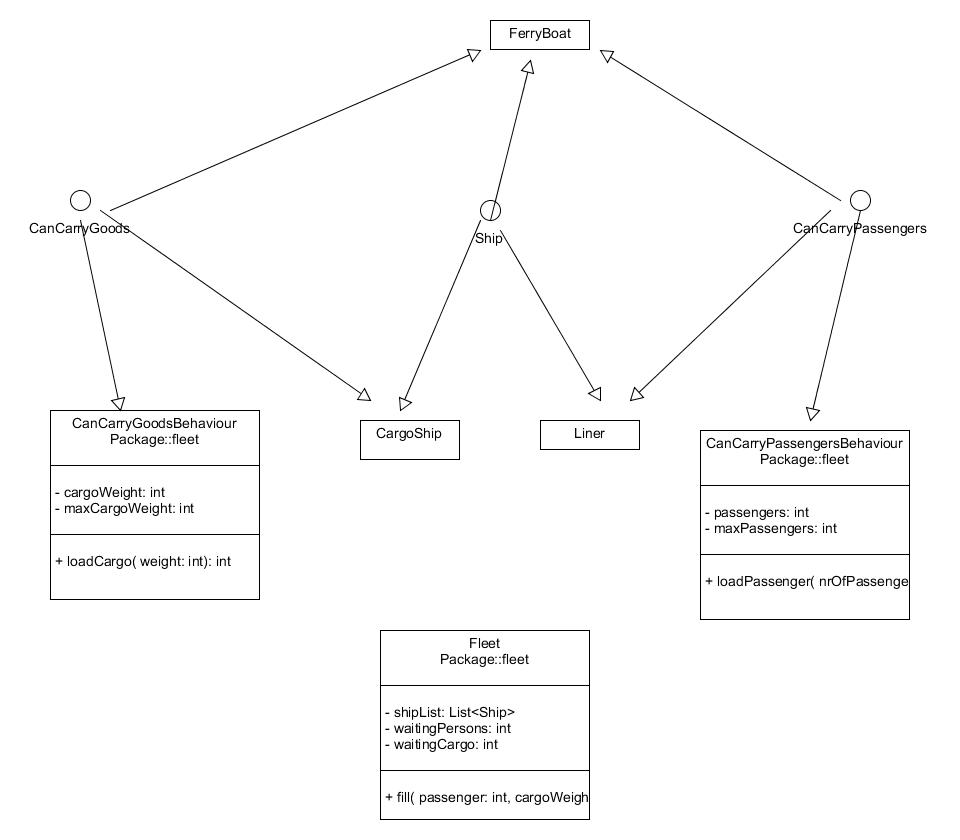 FerryBoat
CanCarryGoods
Ship
CanCarryPassengers
CanCarryGoodsBehaviour
Package::fleet
- cargoWeight: int
- maxCargoWeight: int
+ loadCargo( weight: int): int
CargoShip
Liner
CanCarryPassengersBehaviour
Package::fleet
- passengers: int
- maxPassengers: int
+ loadPassenger( nrOfPassenge
Fleet
Package::fleet
- shipList: List<Ship>
- waitingPersons: int
- waitingCargo: int
+ fill( passenger: int, cargoWeigh